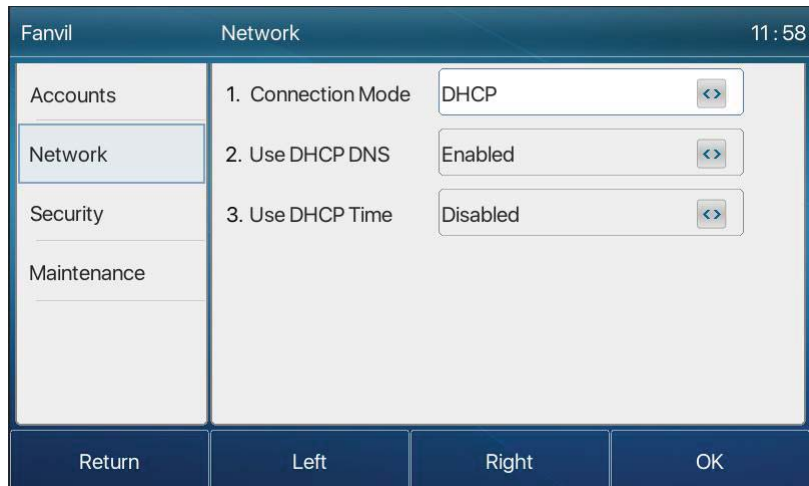 Fanvil Network 11:58
Accounts
Network
Security
Maintenance
1. Connection Mode DHCP
2. Use DHCP DNS Enabled
3. Use DHCP Time Disabled
Return Left Right OK